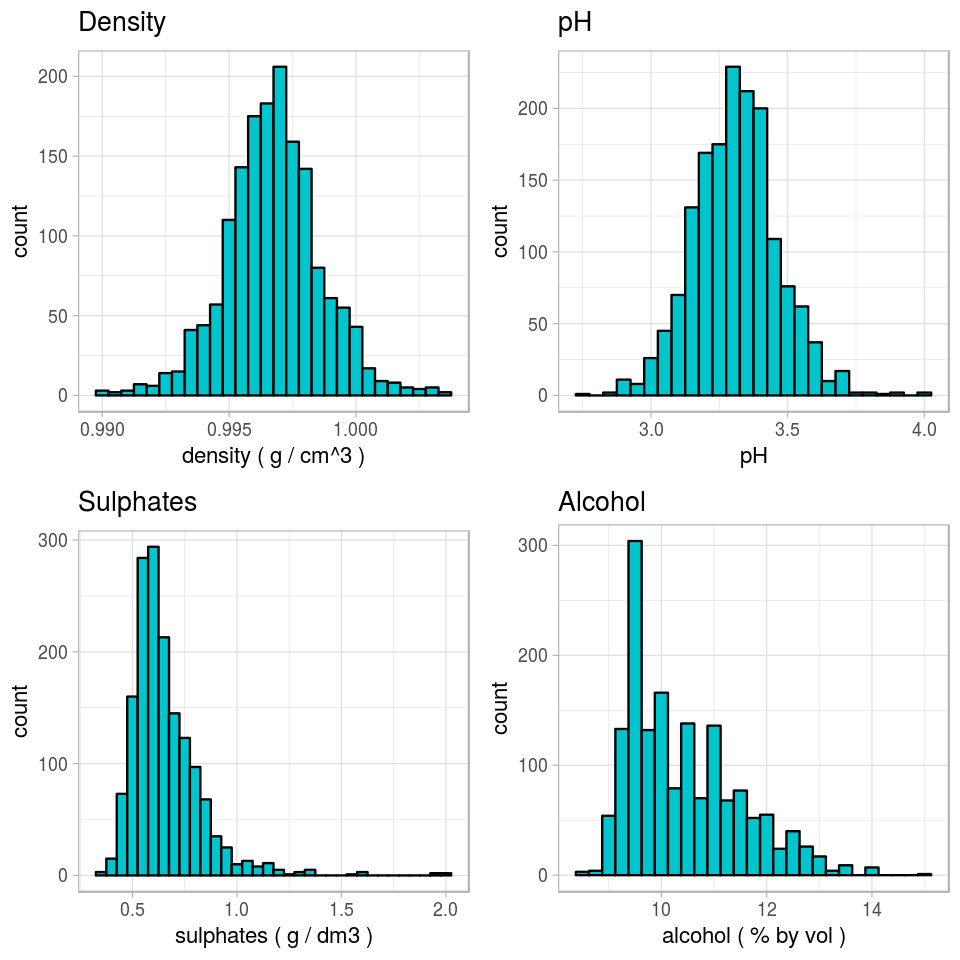 Density
200
150
100
50
0
count
0.990 0.995 1.000
density ( g / cm^3 )
pH
200
150
100
50
0
count
3.0 3.5 4.0
pH
Sulphates
300
200
100
0
count
0.5 1.0 1.5 2.0
sulphates ( g / dm3 )
Alcohol
300
200
100
0
count
10 12 14
alcohol ( % by vol )